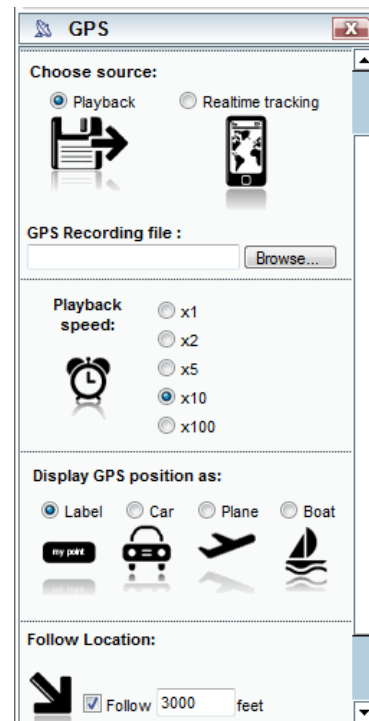 GPS
Choose source:
Playback Realtime tracking
GPS Recording file :
Browse...
Playback speed:
x1
x2
x5
x10
x100
Display GPS position as:
Label Car Plane Boat
my point
Follow Location:
Follow 3000 feet